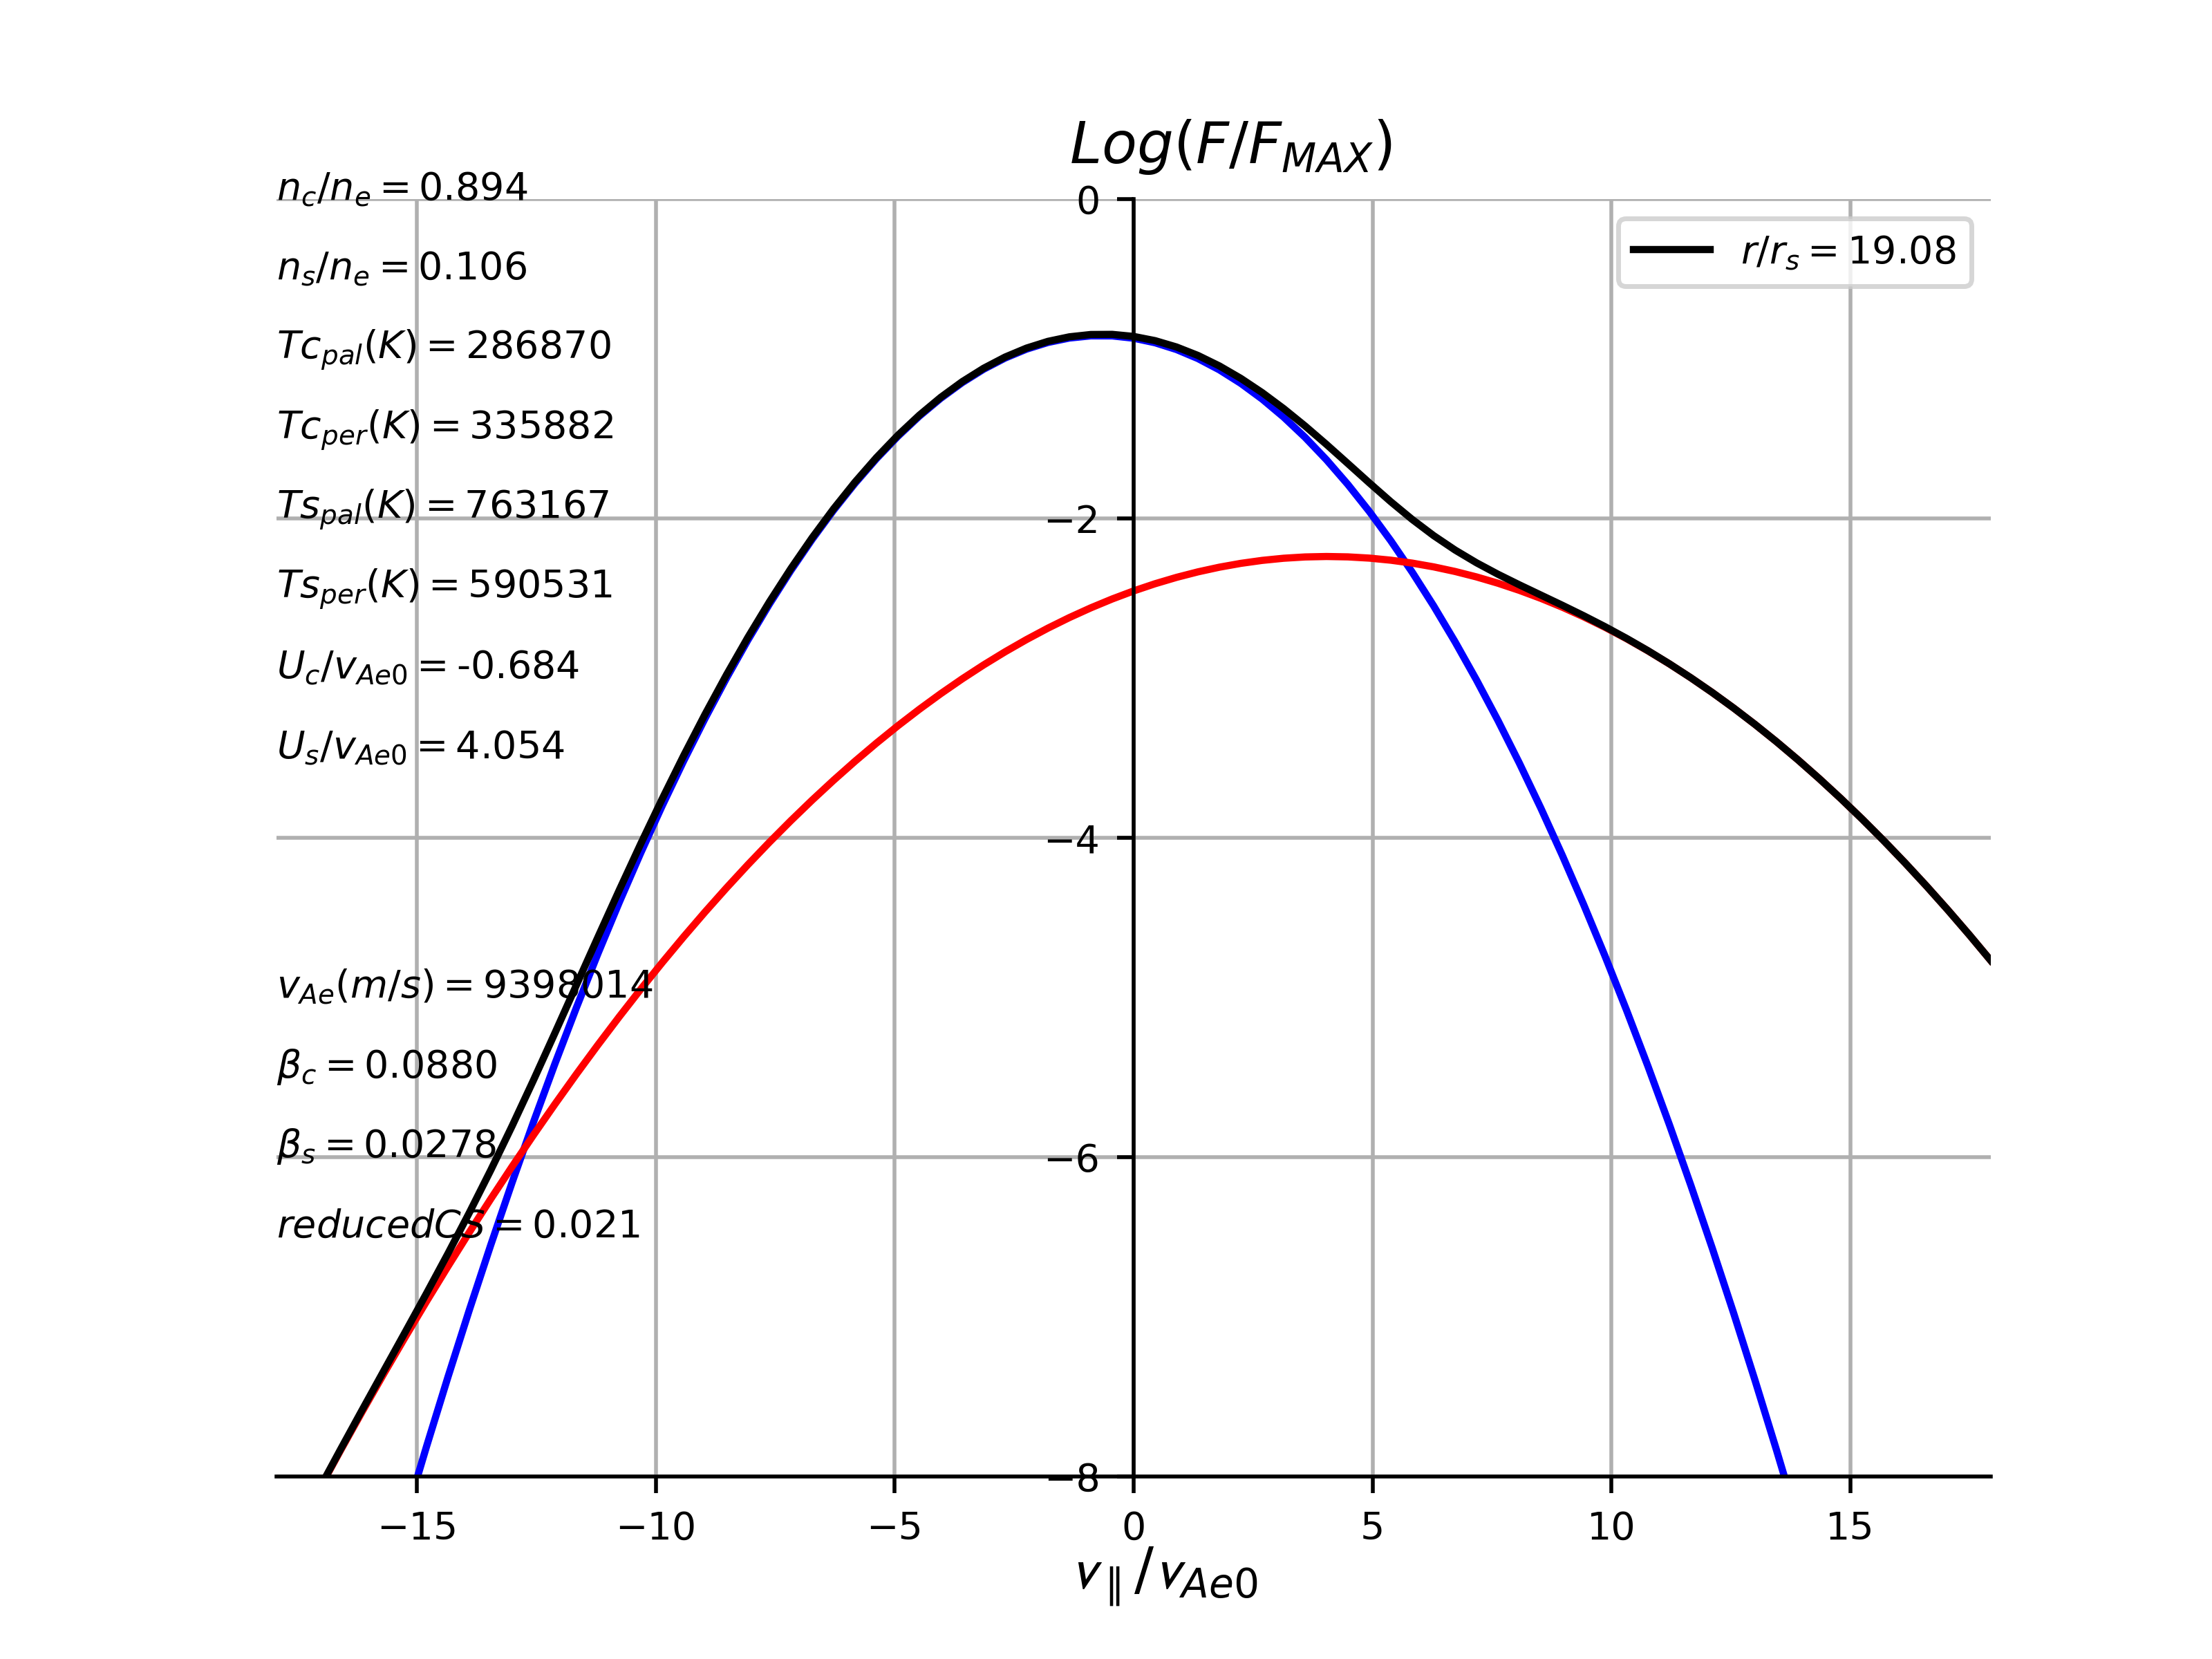 Log(F/F_MAX)
n_c/n_e = 0.894
0
r/r_s = 19.08
n_s/n_e = 0.106
Tc_pal(K) = 286870
Tc_per(K) = 335882
Ts_pal(K) = 763167
−2
Ts_per(K) = 590531
U_c/v_Ae0 = -0.684
U_s/v_Ae0 = 4.054
−4
v_Ae(m/s) = 9398014
β_c = 0.0880
β_s = 0.0278
−6
reducedCS = 0.021
−8
−15 −10 −5 0 5 10 15
v_∥/v_Ae0